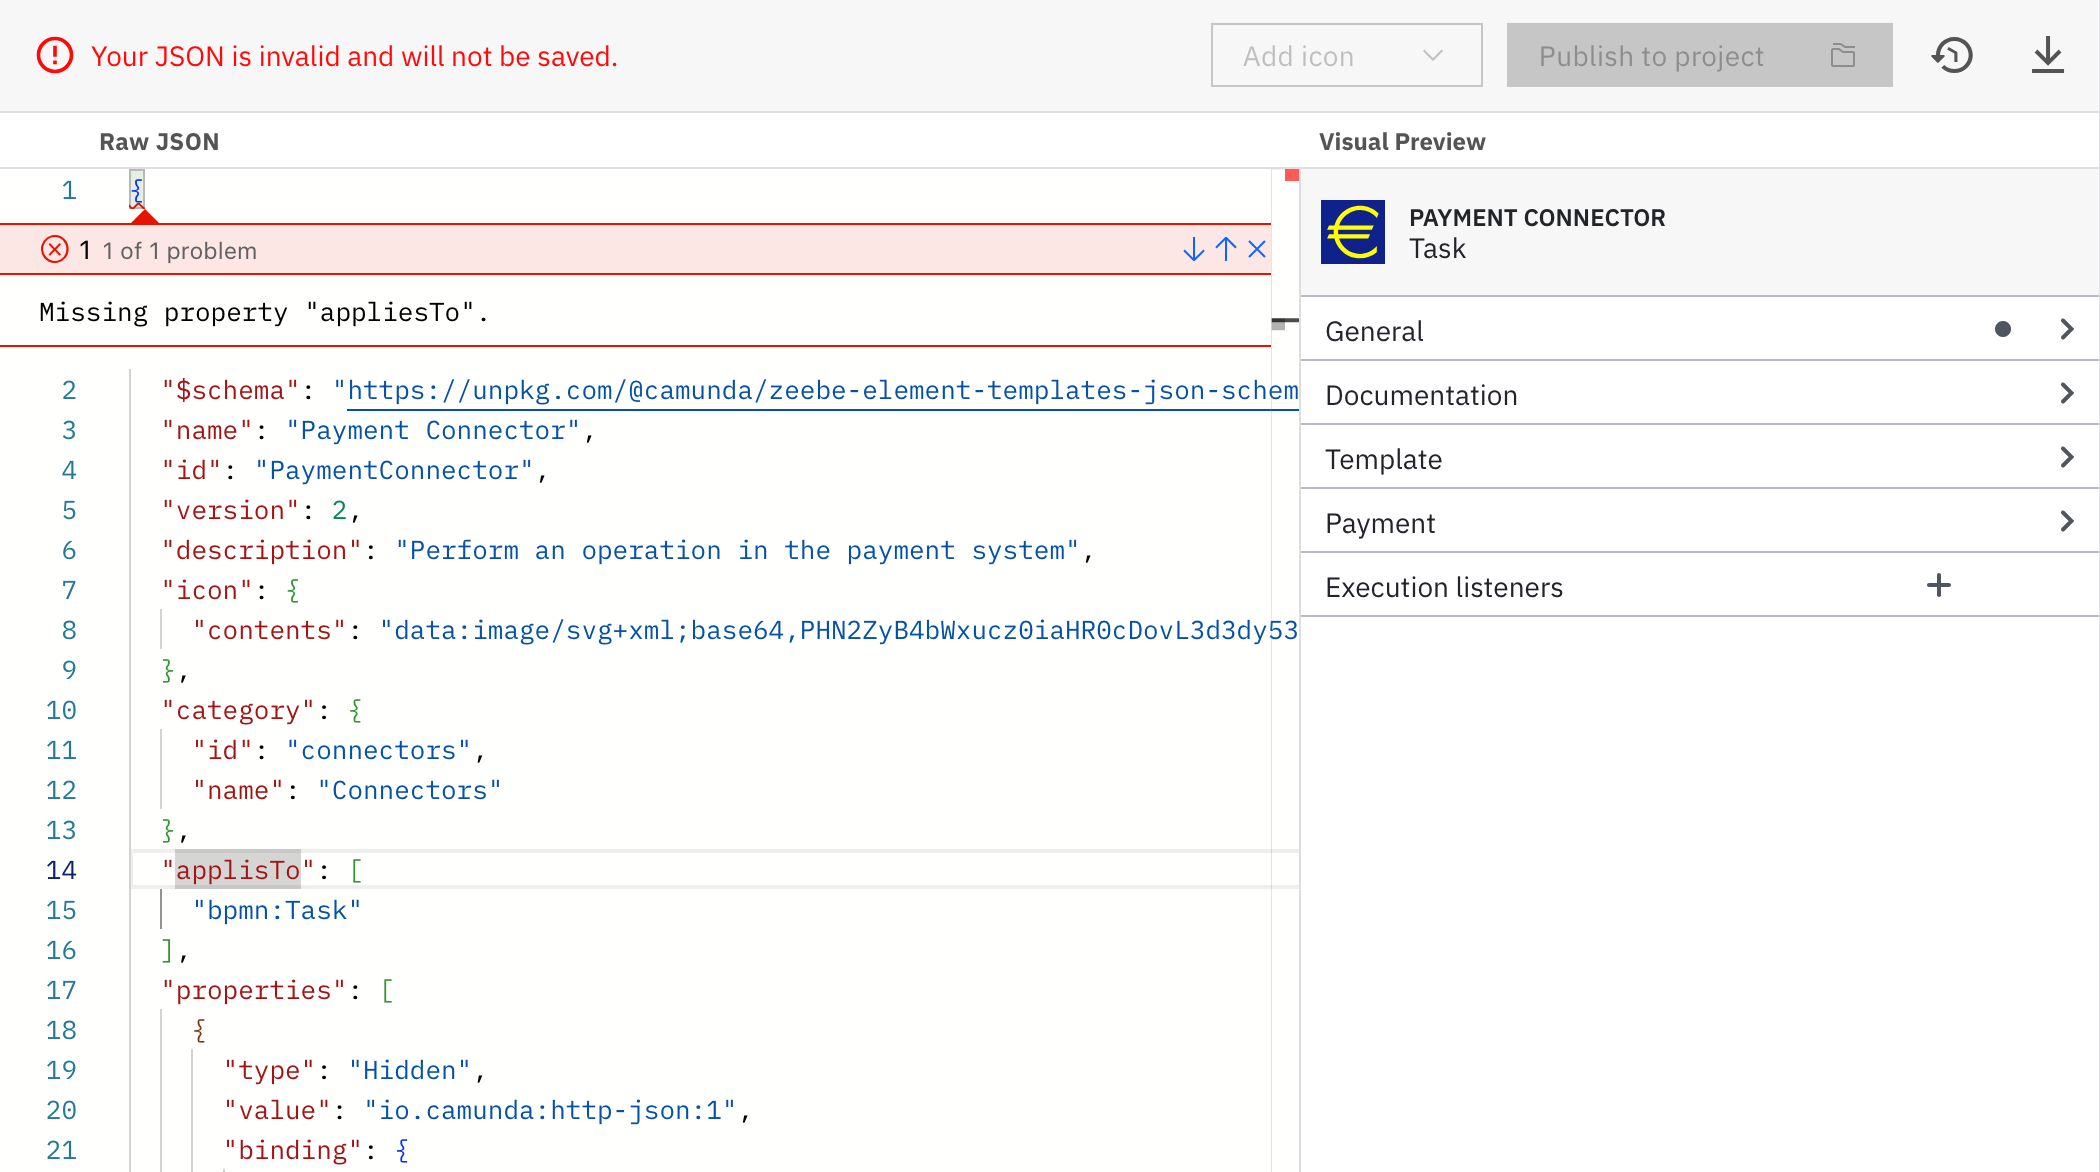 Your JSON is invalid and will not be saved.
Add icon
Publish to project
Raw JSON
Visual Preview
1 {
1 1 of 1 problem
Missing property "appliesTo".
2 "$schema": "https://unpkg.com/@camunda/zeebe-element-templates-json-schem
3 "name": "Payment Connector",
4 "id": "PaymentConnector",
5 "version": 2,
6 "description": "Perform an operation in the payment system",
7 "icon": {
8 "contents": "data:image/svg+xml;base64,PHN2ZyB4bWxucz0iaHR0cDovL3d3dy53
9 },
10 "category": {
11 "id": "connectors",
12 "name": "Connectors"
13 },
14 "applisTo": [
15 "bpmn:Task"
16 ],
17 "properties": [
18 {
19 "type": "Hidden",
20 "value": "io.camunda:http-json:1",
21 "binding": {
PAYMENT CONNECTOR
Task
General
Documentation
Template
Payment
Execution listeners